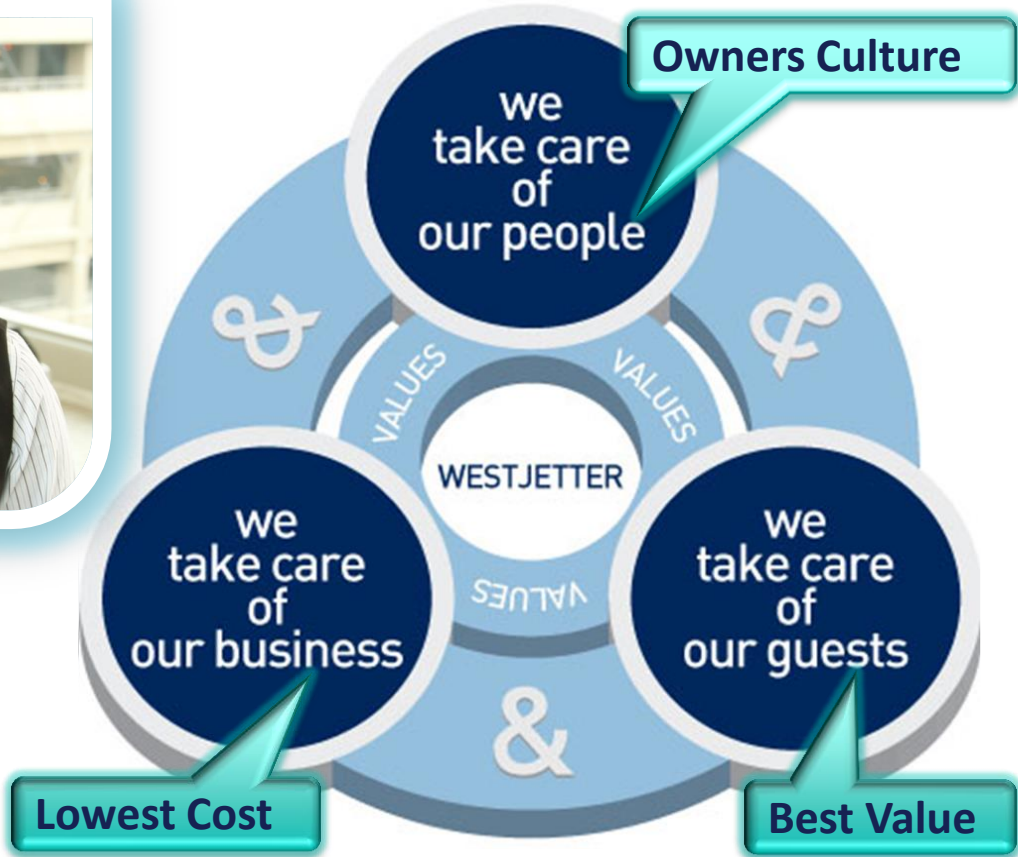 Owners Culture
we
take care
of
our people
&
&
VALUES
VALUES
WESTJETTER
VALUES
we
take care
of
our business
we
take care
of
our guests
&
Lowest Cost
Best Value